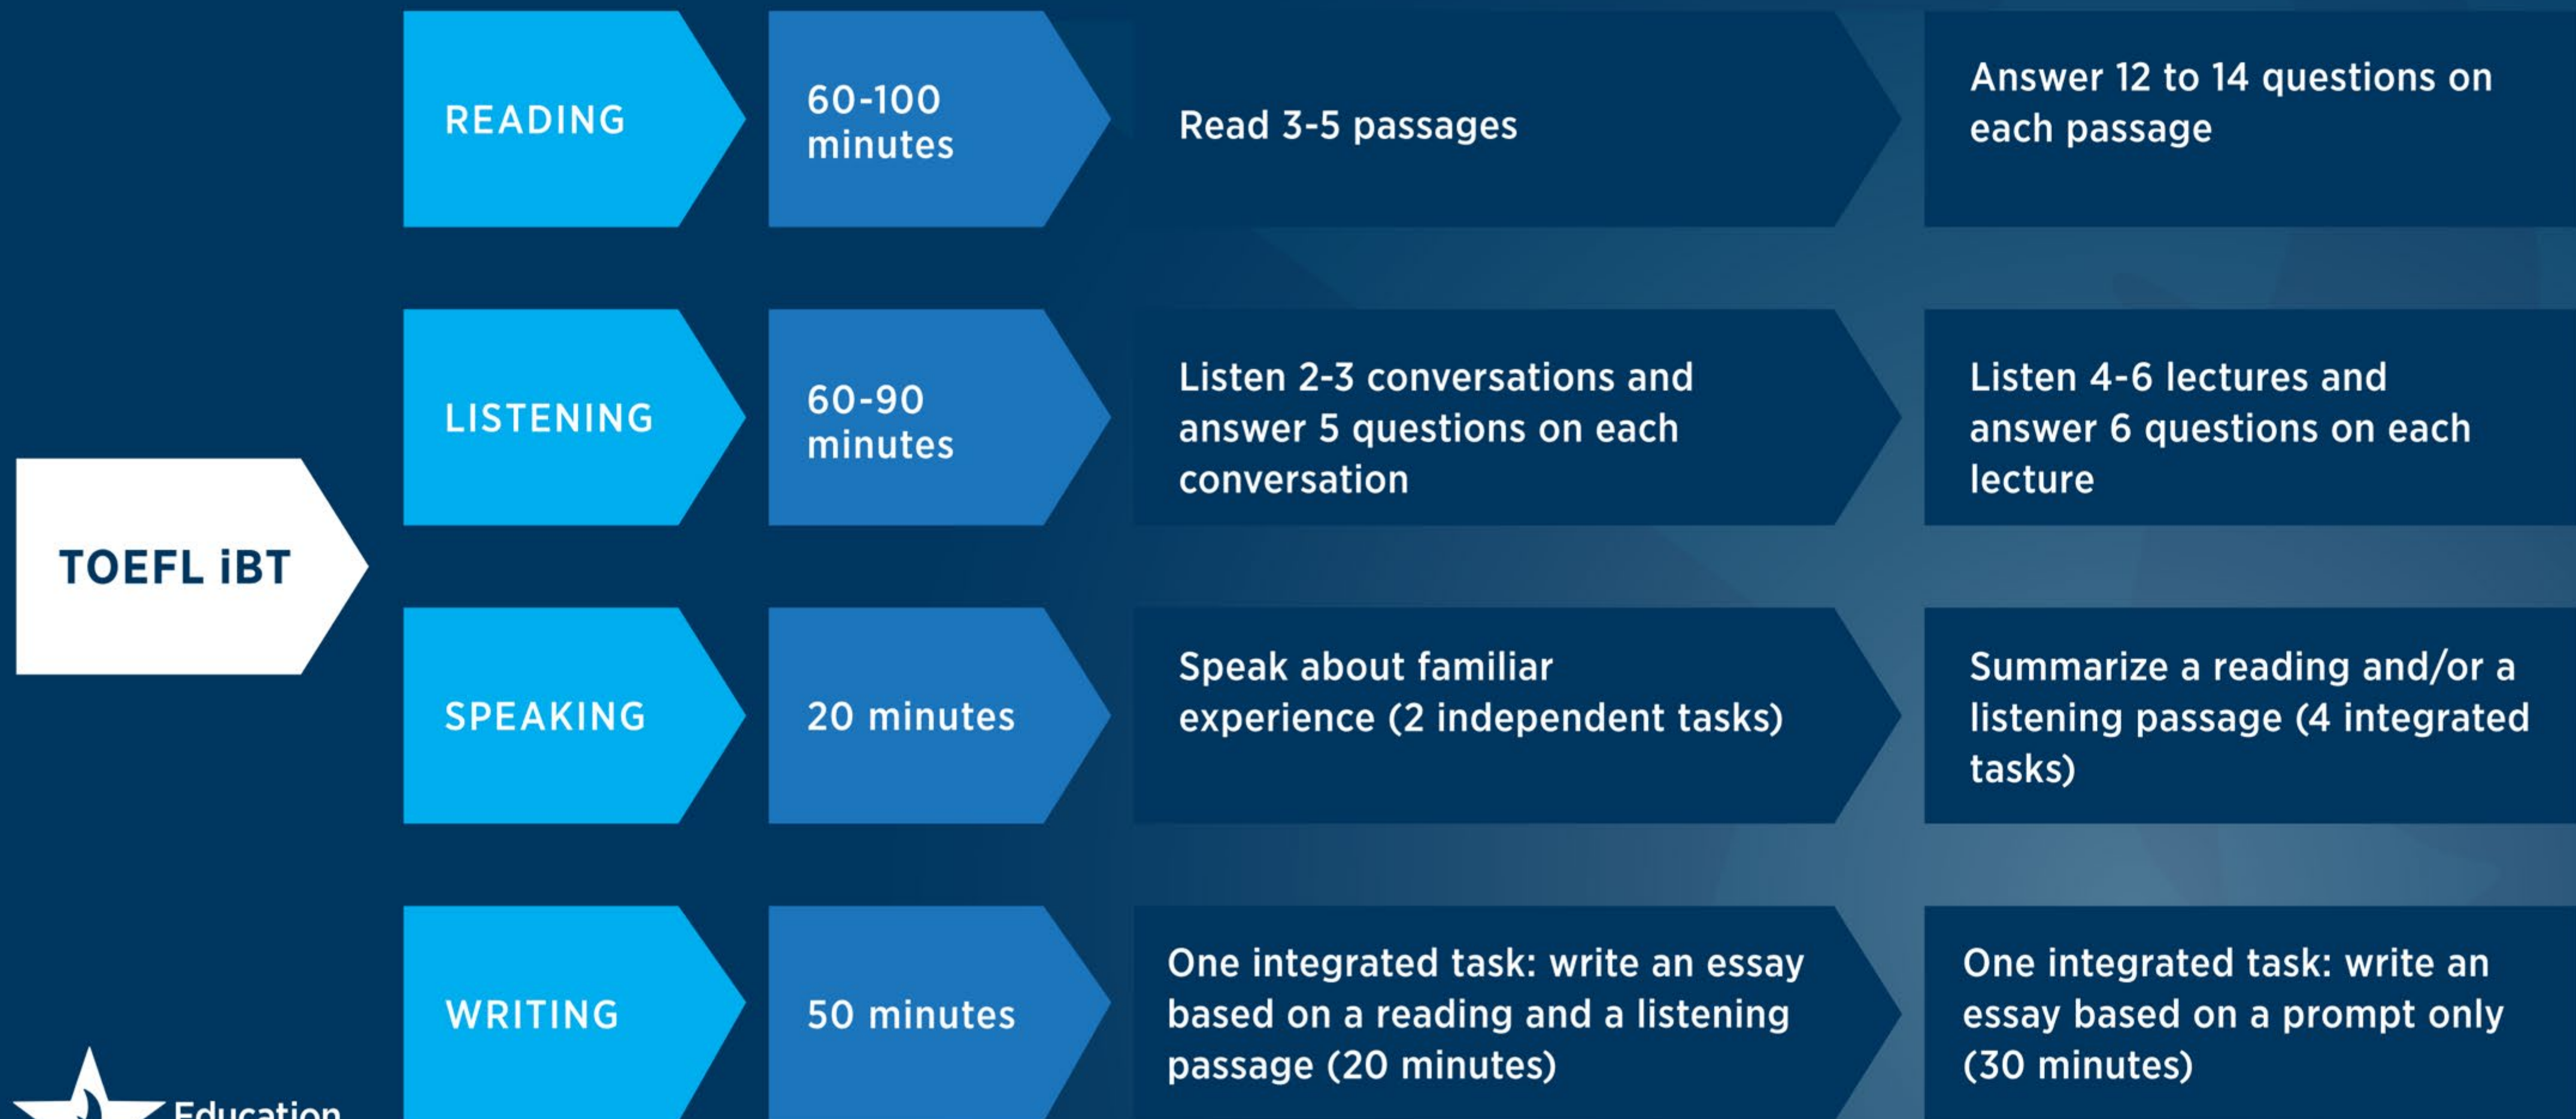 READING
60-100
minutes
Read 3-5 passages
Answer 12 to 14 questions on
each passage
LISTENING
60-90
minutes
Listen 2-3 conversations and
answer 5 questions on each
conversation
Listen 4-6 lectures and
answer 6 questions on each
lecture
TOEFL iBT
SPEAKING
20 minutes
Speak about familiar
experience (2 independent tasks)
Summarize a reading and/or a
listening passage (4 integrated
tasks)
WRITING
50 minutes
One integrated task: write an essay
based on a reading and a listening
passage (20 minutes)
One integrated task: write an
essay based on a prompt only
(30 minutes)
Education